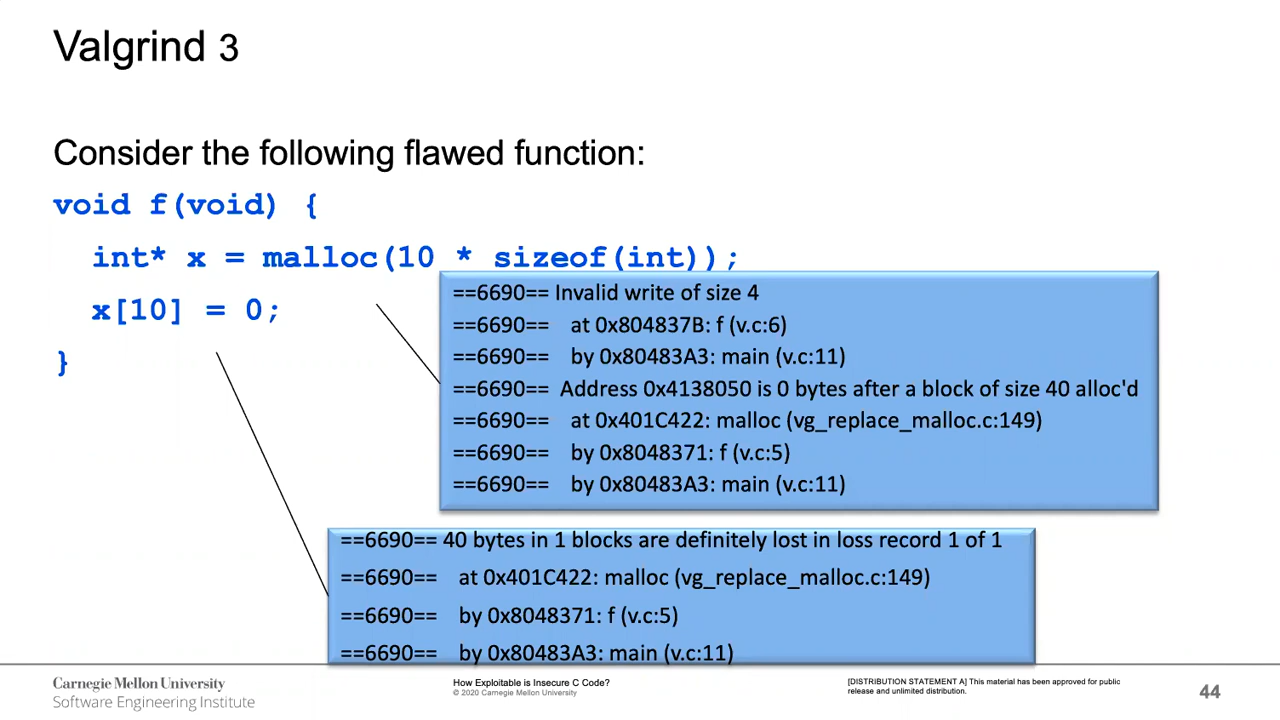 Valgrind 3
Consider the following flawed function:
void f(void) {
int* x = malloc(10 * sizeof(int));
x[10] = 0;
}
==6690== Invalid write of size 4
==6690== at 0x804837B: f (v.c:6)
==6690== by 0x80483A3: main (v.c:11)
==6690== Address 0x4138050 is 0 bytes after a block of size 40 alloc'd
==6690== at 0x401C422: malloc (vg_replace_malloc.c:149)
==6690== by 0x8048371: f (v.c:5)
==6690== by 0x80483A3: main (v.c:11)
==6690== 40 bytes in 1 blocks are definitely lost in loss record 1 of 1
==6690== at 0x401C422: malloc (vg_replace_malloc.c:149)
==6690== by 0x8048371: f (v.c:5)
==6690== by 0x80483A3: main (v.c:11)
Carnegie Mellon University
Software Engineering Institute
How Exploitable is Insecure C Code?
© 2020 Carnegie Mellon University
[DISTRIBUTION STATEMENT A] This material has been approved for public
release and unlimited distribution.
44